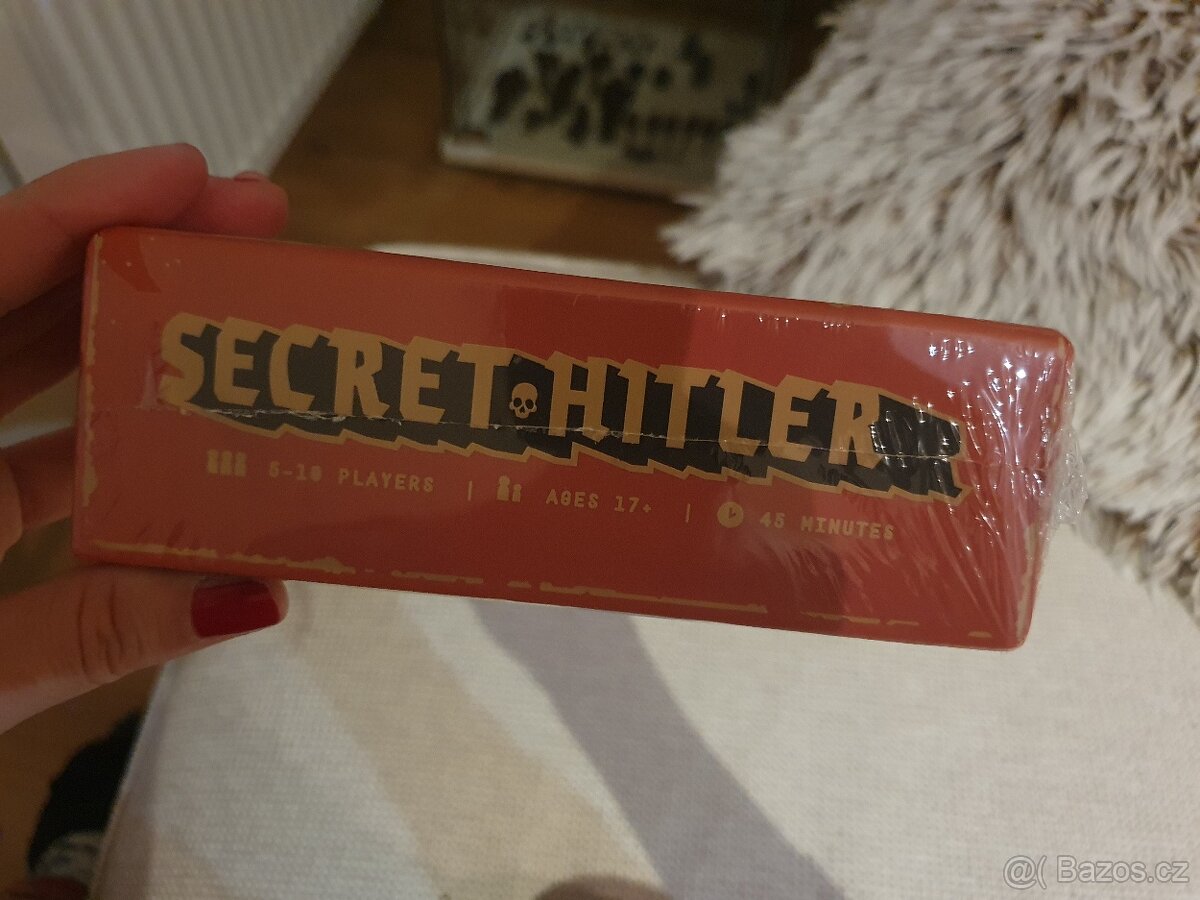 SECRET HITLER
5-10 PLAYERS | AGES 17+ | 45 MINUTES
@( Bazos.cz